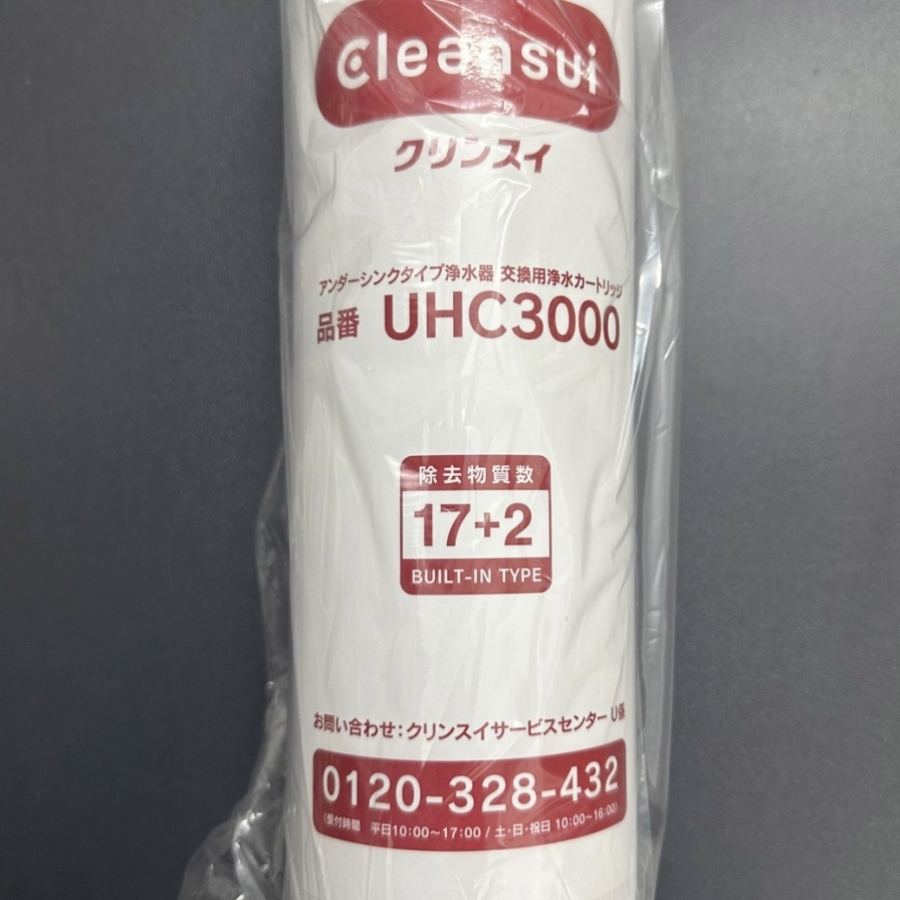 Cleansui
クリンスイ
アンダーシンクタイプ浄水器 交換用浄水カートリッジ
品番 UHC3000
除去物質数
17+2
BUILT-IN TYPE
お問い合わせ:クリンスイサービスセンター U係
0120-328-432
(受付時間 平日10:00~17:00 / 土・日・祝日 10:00~16:00)